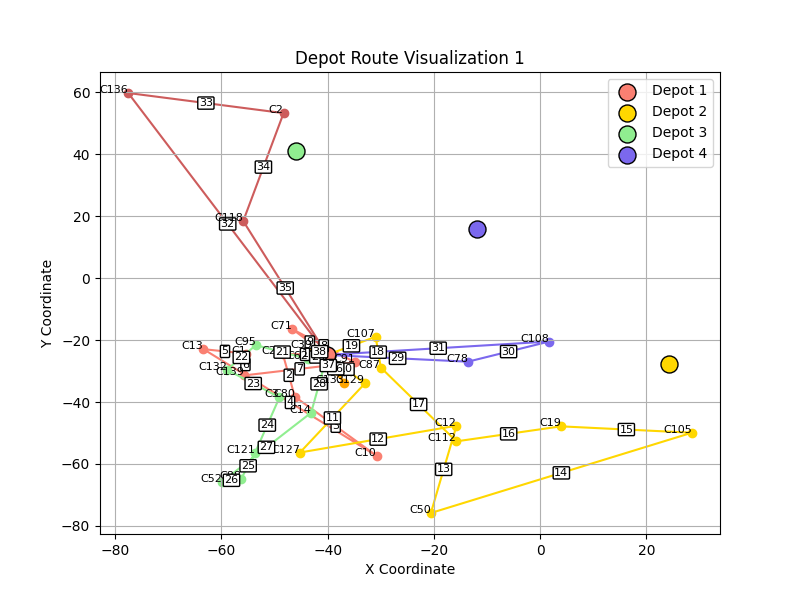 Depot Route Visualization 1
Depot 1
Depot 2
Depot 3
Depot 4
C136
33
C2
34
C118
32
35
C71
C107
C108
C13
5
C95
22
21
38
19
18
31
30
29
C78
C87
C132
C139
37
7
2
23
28
C129
C80
4
C14
17
11
3
24
C12
C112
16
C19
15
C105
12
27
C121
C127
C10
25
C52
26
13
14
C50
60
40
20
0
−20
−40
−60
−80
−80
−60
−40
−20
0
20
X Coordinate
Y Coordinate